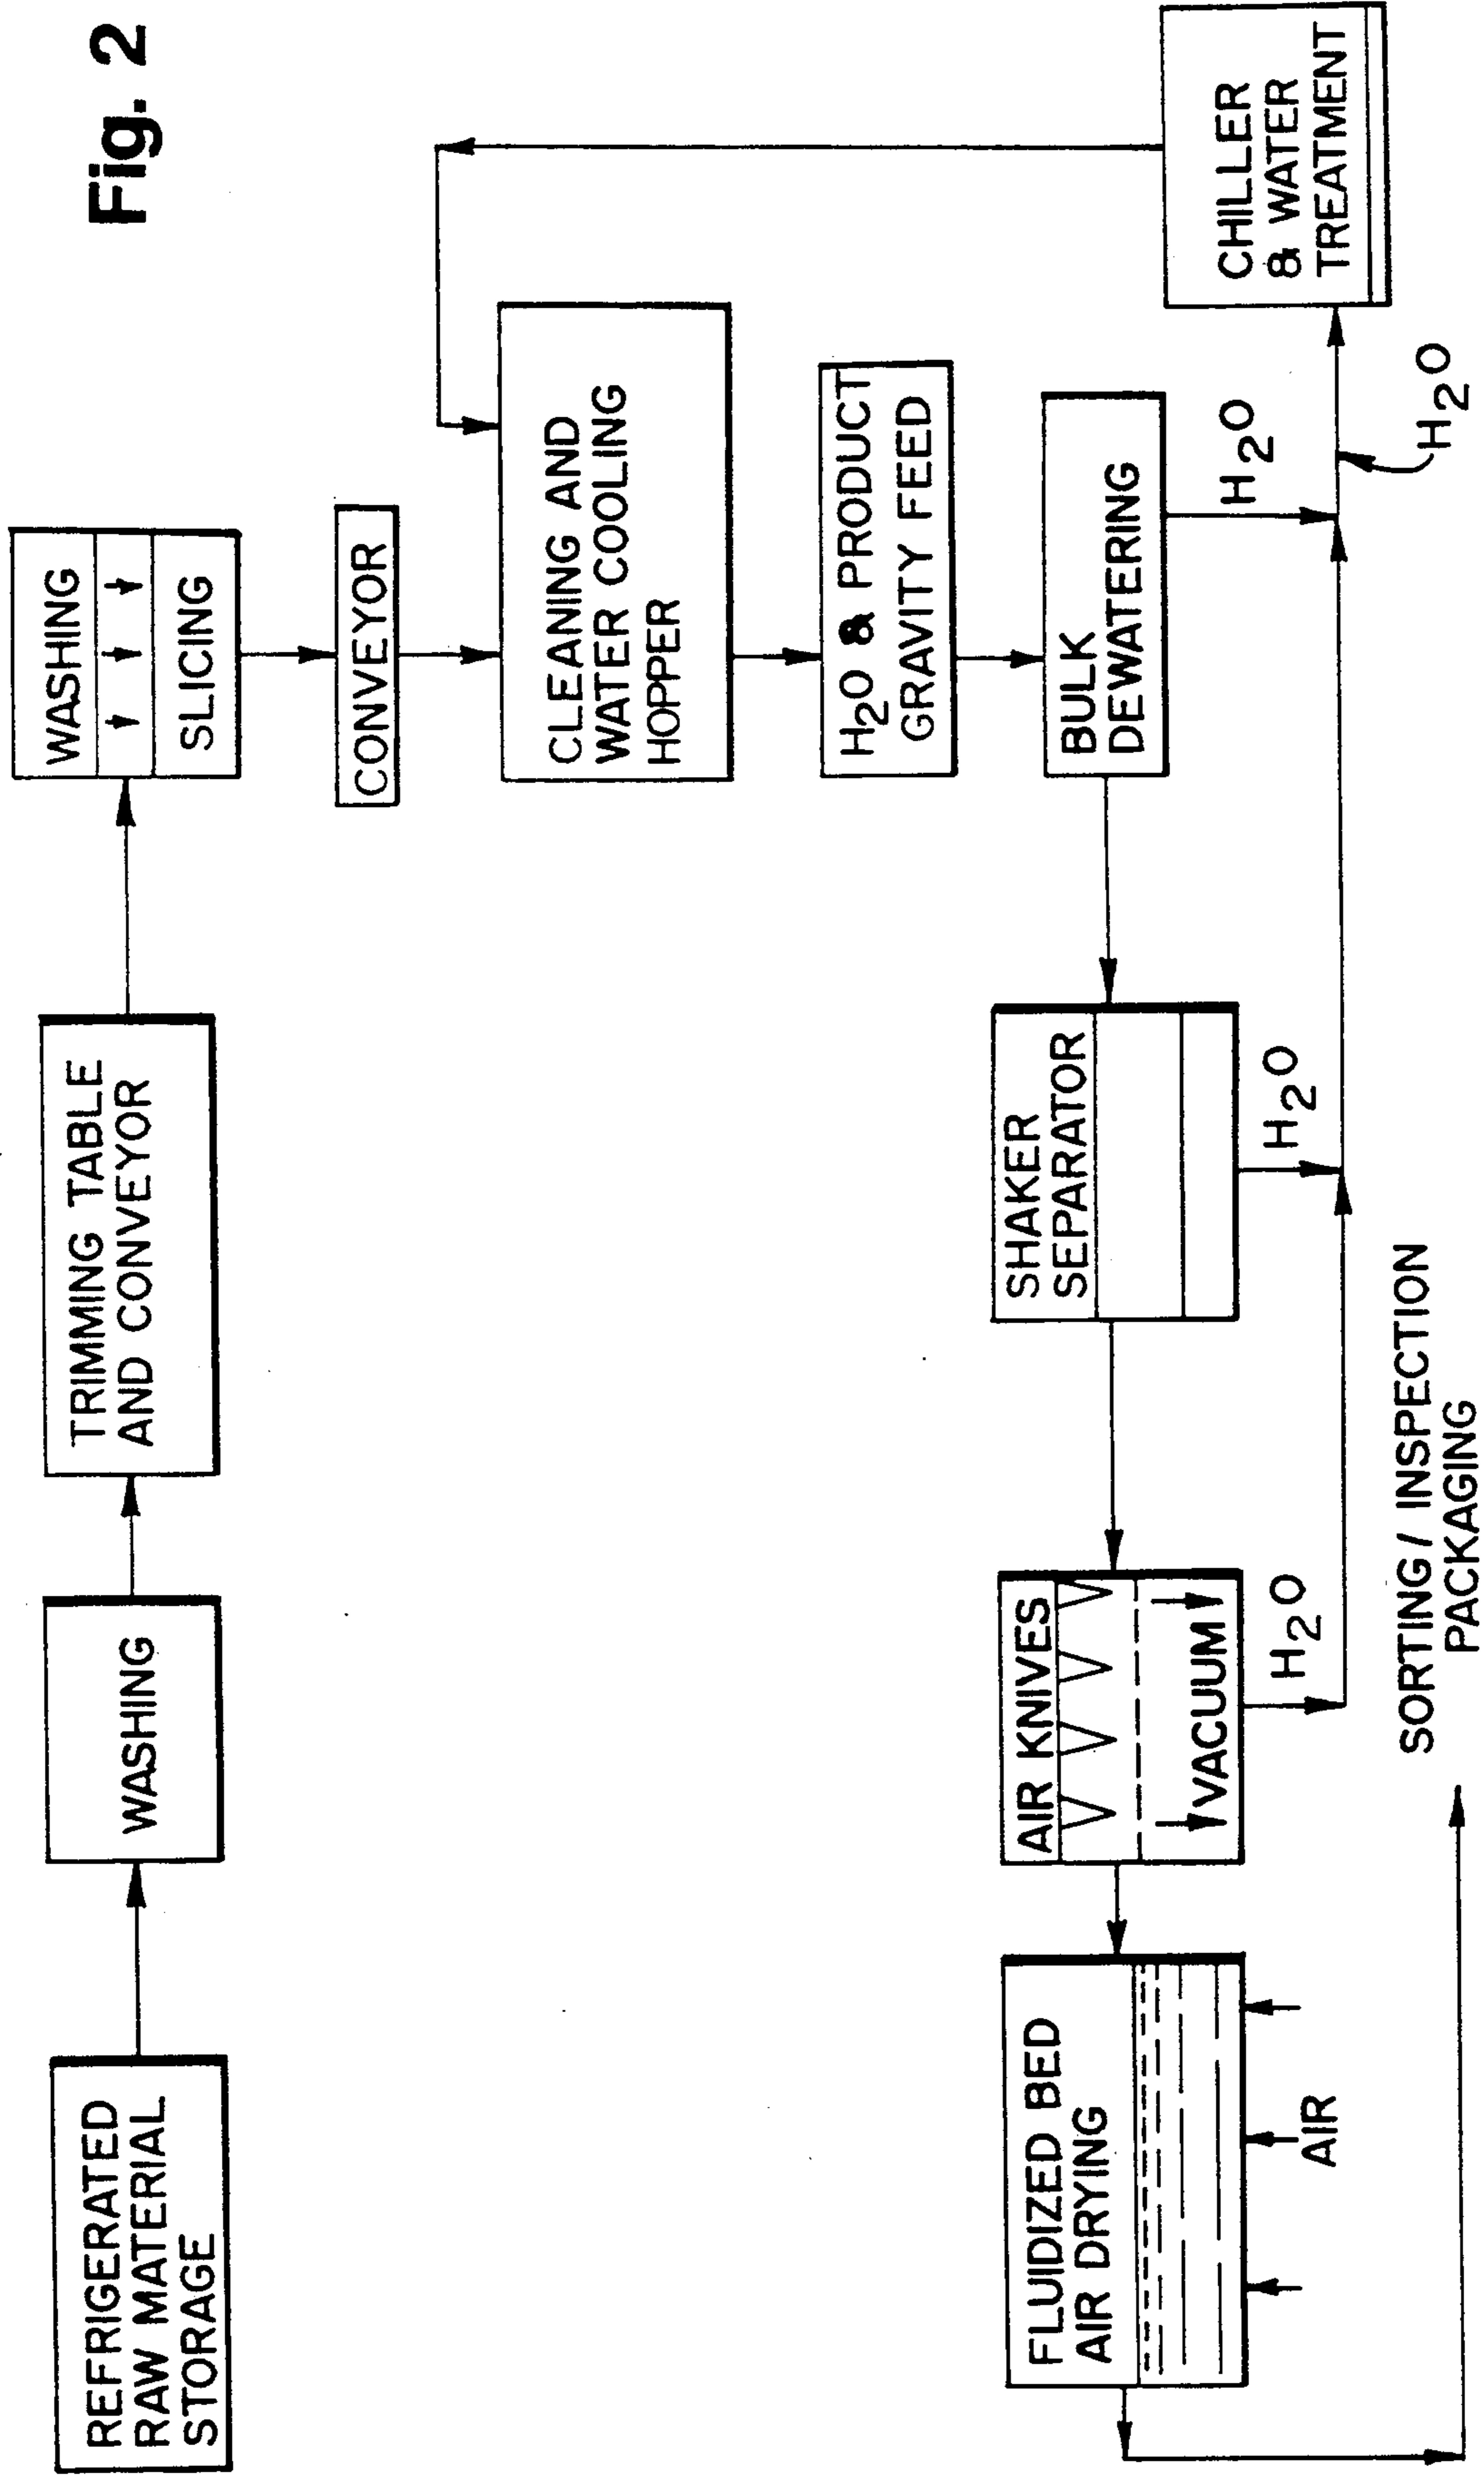 Fig. 2
REFRIGERATED
RAW MATERIAL
STORAGE
WASHING
TRIMMING TABLE
AND CONVEYOR
WASHING
SLICING
CONVEYOR
CLEANING AND
WATER COOLING
HOPPER
H2O & PRODUCT
GRAVITY FEED
BULK
DEWATERING
H2O
CHILLER
& WATER
TREATMENT
H2O
SHAKER
SEPARATOR
H2O
AIR KNIVES
VACUUM
H2O
FLUIDIZED BED
AIR DRYING
AIR
SORTING / INSPECTION
PACKAGING